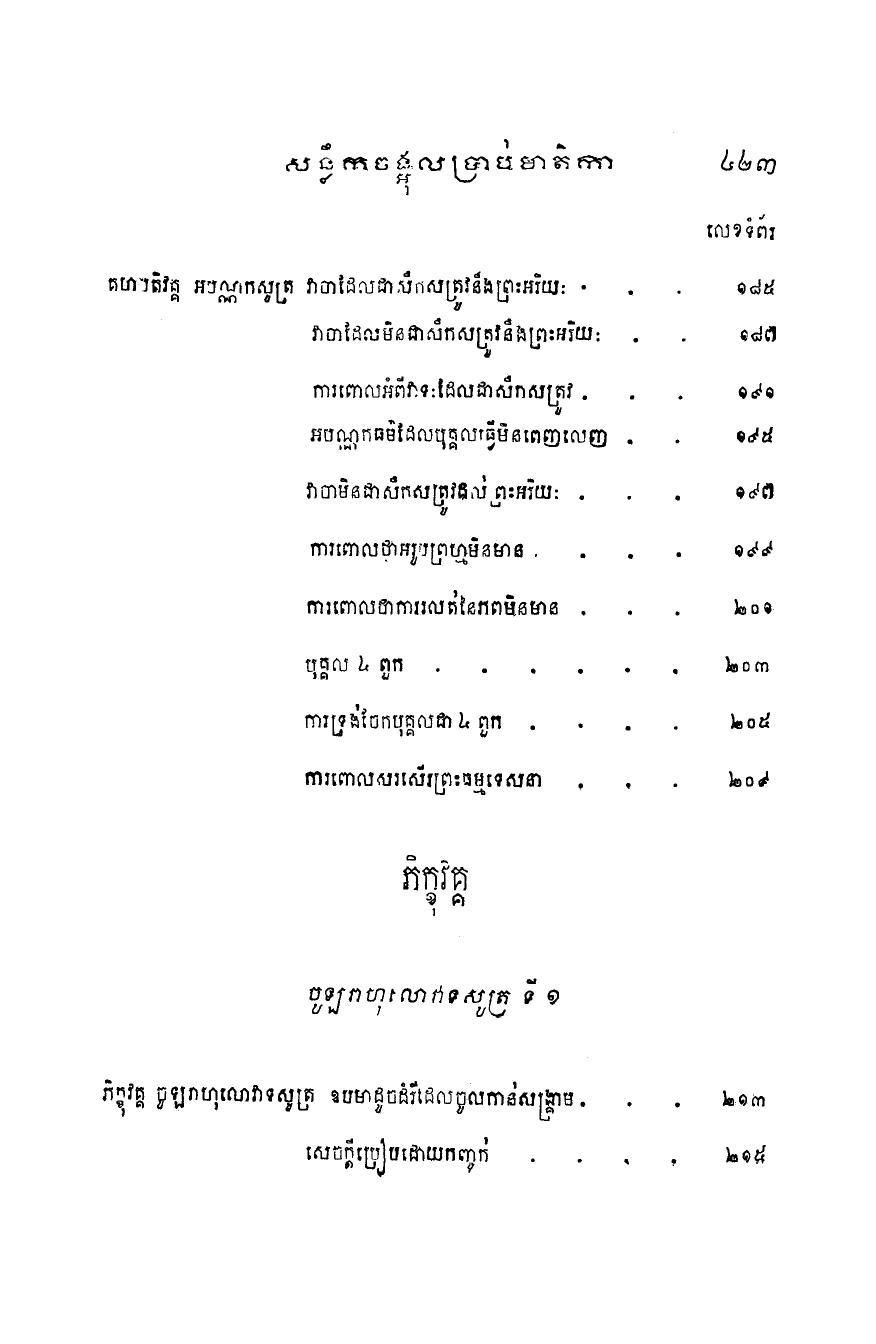 សន្លឹកចង្អុលប្រាប់មាតិកា ៤២៣
លេខទំព័រ
គហបតិវគ្គ អបណ្ណកសូត្រ វាចាដែលជាសឹកសត្រូវនឹងព្រះអរិយៈ . . . ១៨៥
វាចាដែលមិនជាសឹកសត្រូវនឹងព្រះអរិយៈ . . ១៨៧
ការពោលអំពីវាទៈដែលជាសឹកសត្រូវ . . . ១៩១
អបណ្ណកធម៌ដែលបុគ្គលធ្វើមិនពេញលេញ . . ១៩៥
វាចាមិនជាសឹកសត្រូវដល់ព្រះអរិយៈ . . . ១៩៧
ការពោលថាអរូបព្រហ្មមិនមាន . . . . ១៩៩
ការពោលថាការរលត់នៃភពមិនមាន . . . ២០១
បុគ្គល ៤ ពួក . . . . . . ២០៣
ការទ្រង់ចែកបុគ្គលជា ៤ ពួក . . . . ២០៥
ការពោលសរសើរព្រះធម្មទេសនា . . . ២០៩
ភិក្ខុវគ្គ
ចូឡរាហុលោវាទសូត្រ ទី ១
ភិក្ខុវគ្គ ចូឡរាហុលោវាទសូត្រ ឧបមាដូចដំរីដែលចូលកាន់សង្គ្រាម . . . ២១៣
សេចក្តីប្រៀបដោយកញ្ចក់ . . . . ២១៥